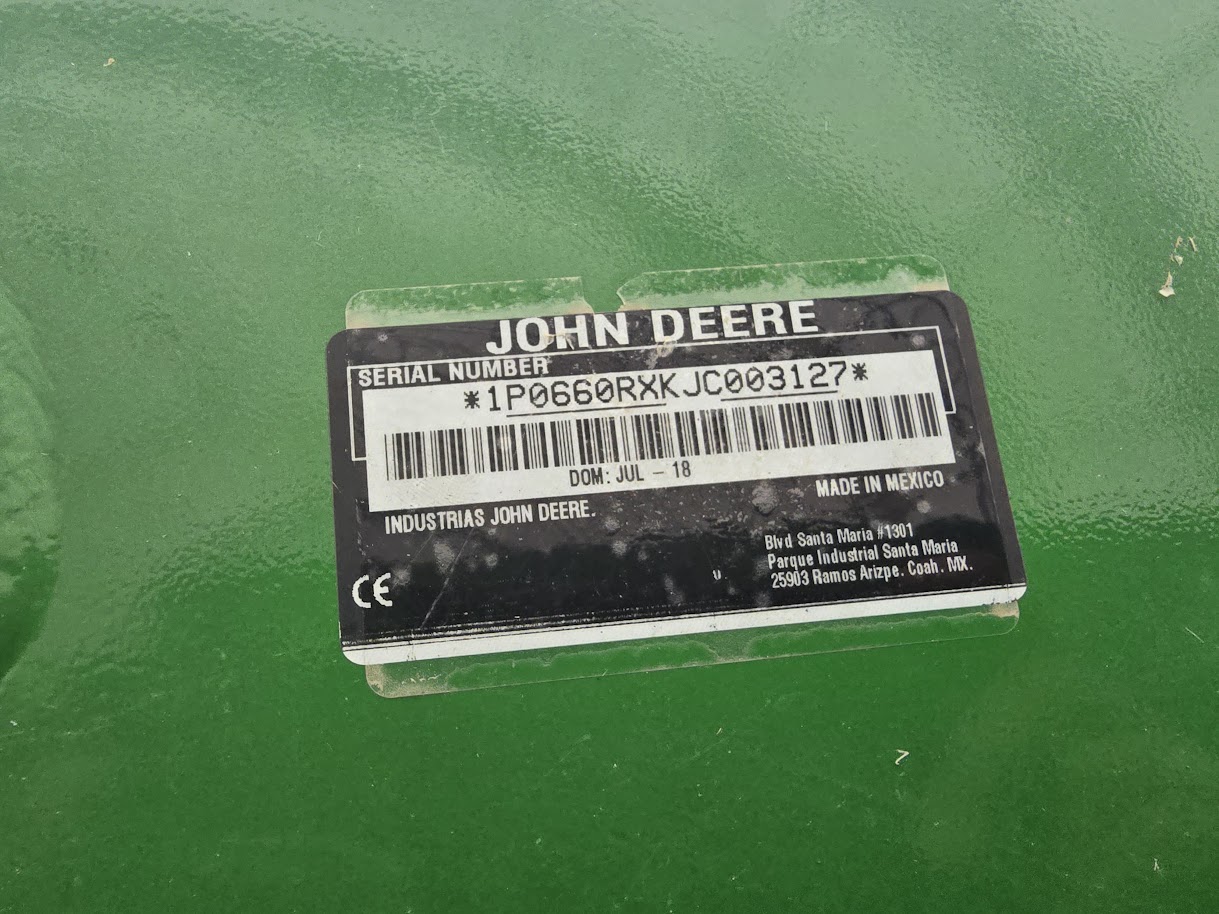 JOHN DEERE
SERIAL NUMBER
*1P0660RXKJC003127*
DOM: JUL - 18
INDUSTRIAS JOHN DEERE.
MADE IN MEXICO
Blvd Santa Maria #1301
Parque Industrial Santa Maria
25903 Ramos Arizpe. Coah. MX.
CE